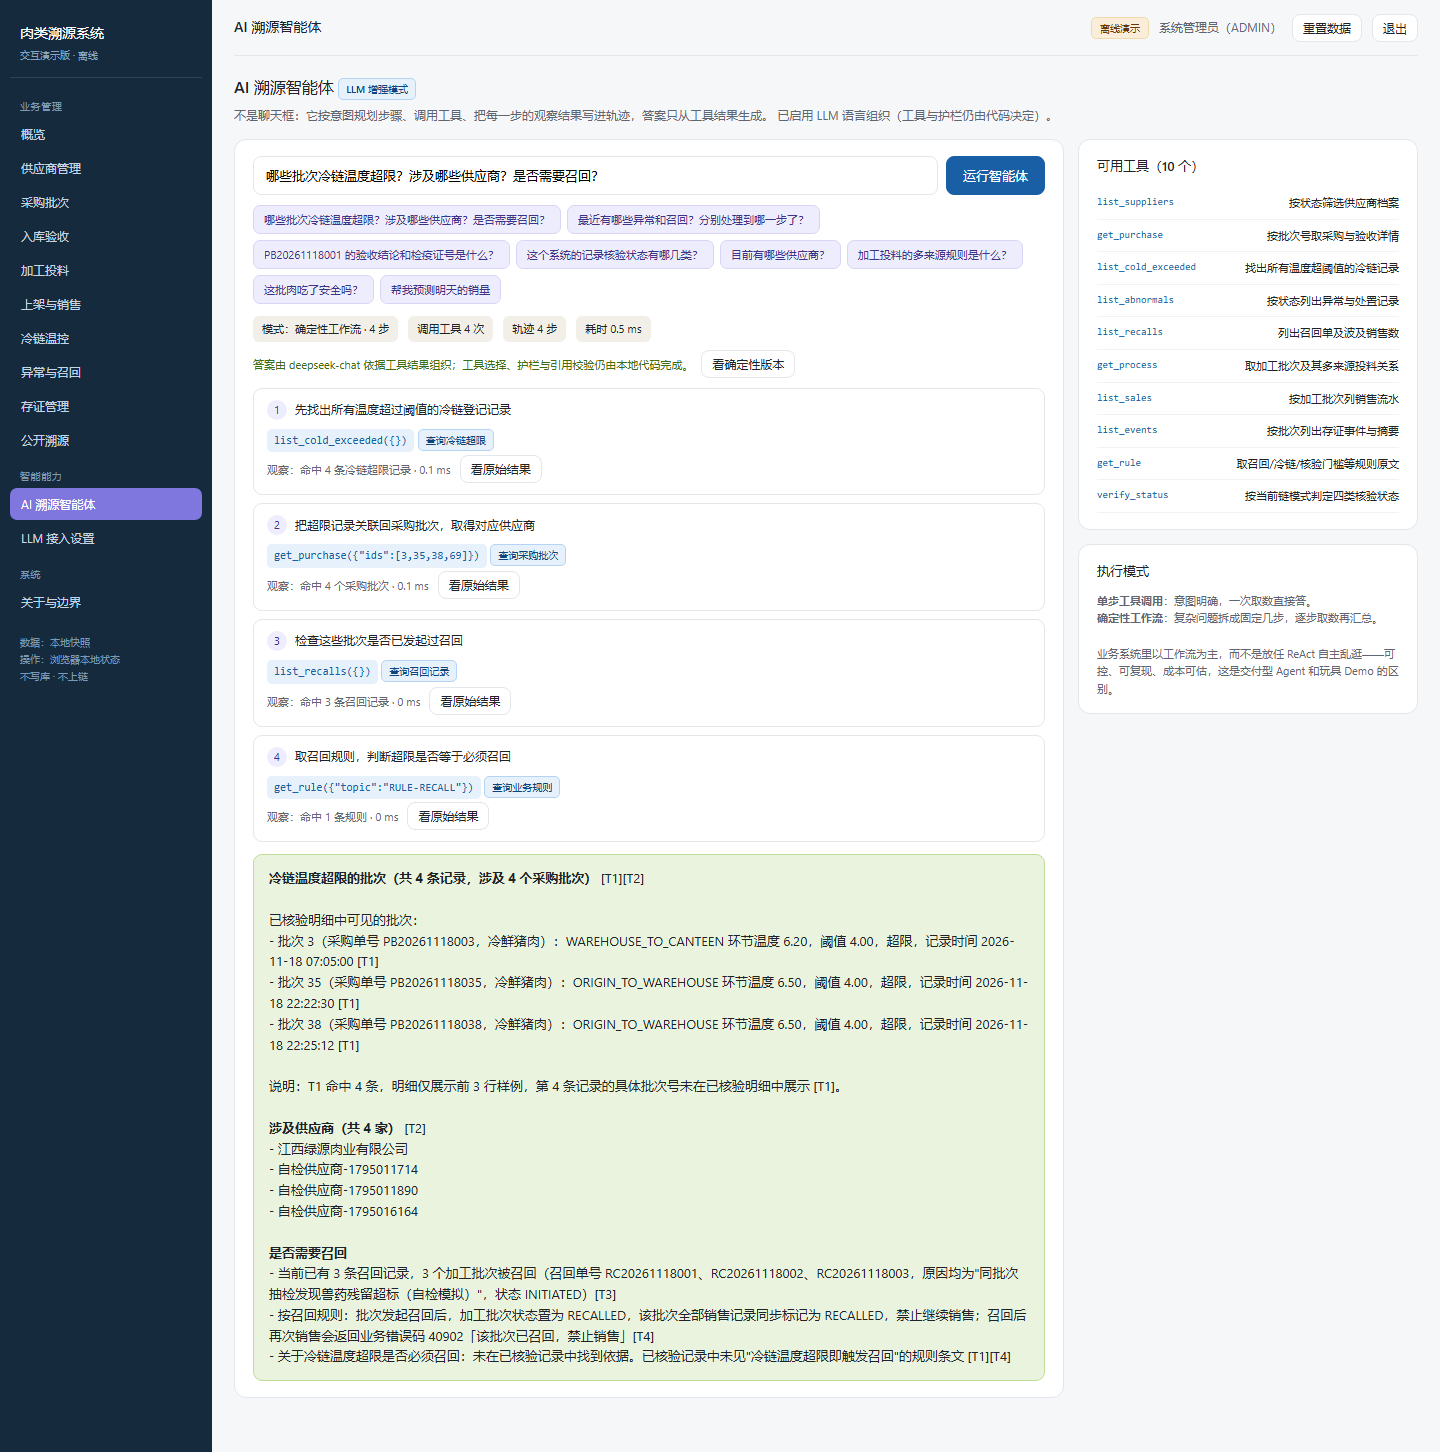 肉类溯源系统
交互演示版 · 离线
业务管理
概览
供应商管理
采购批次
入库验收
加工投料
上架与销售
冷链温控
异常与召回
存证管理
公开溯源
智能能力
AI 溯源智能体
LLM 接入设置
系统
关于与边界
数据：本地快照
操作：浏览器本地状态
不写库 · 不上链
AI 溯源智能体
离线演示
系统管理员（ADMIN）
重置数据
退出
AI 溯源智能体 LLM 增强模式
不是聊天框：它按意图规划步骤、调用工具、把每一步的观察结果写进轨迹，答案只从工具结果生成。 已启用 LLM 语言组织（工具与护栏仍由代码决定）。
哪些批次冷链温度超限？涉及哪些供应商？是否需要召回？
运行智能体
哪些批次冷链温度超限？涉及哪些供应商？是否需要召回？
最近有哪些异常和召回？分别处理到哪一步了？
PB20261118001 的验收结论和检疫证号是什么？
这个系统的记录核验状态有哪几类？
目前有哪些供应商？
加工投料的多来源规则是什么？
这批肉吃了安全吗？
帮我预测明天的销量
模式：确定性工作流 · 4 步
调用工具 4 次
轨迹 4 步
耗时 0.5 ms
答案由 deepseek-chat 依据工具结果组织；工具选择、护栏与引用校验仍由本地代码完成。
看确定性版本
1 先找出所有温度超过阈值的冷链登记记录
list_cold_exceeded({}) 查询冷链超限
观察：命中 4 条冷链超限记录 · 0.1 ms 看原始结果
2 把超限记录关联回采购批次，取得对应供应商
get_purchase({"ids":[3,35,38,69]}) 查询采购批次
观察：命中 4 个采购批次 · 0.1 ms 看原始结果
3 检查这些批次是否已发起过召回
list_recalls({}) 查询召回记录
观察：命中 3 条召回记录 · 0 ms 看原始结果
4 取召回规则，判断超限是否等于必须召回
get_rule({"topic":"RULE-RECALL"}) 查询业务规则
观察：命中 1 条规则 · 0 ms 看原始结果
冷链温度超限的批次（共 4 条记录，涉及 4 个采购批次） [T1][T2]
已核验明细中可见的批次：
- 批次 3（采购单号 PB20261118003，冷鲜猪肉）：WAREHOUSE_TO_CANTEEN 环节温度 6.20，阈值 4.00，超限，记录时间 2026-
11-18 07:05:00 [T1]
- 批次 35（采购单号 PB20261118035，冷鲜猪肉）：ORIGIN_TO_WAREHOUSE 环节温度 6.50，阈值 4.00，超限，记录时间 2026-11-
18 22:22:30 [T1]
- 批次 38（采购单号 PB20261118038，冷鲜猪肉）：ORIGIN_TO_WAREHOUSE 环节温度 6.50，阈值 4.00，超限，记录时间 2026-11-
18 22:25:12 [T1]
说明：T1 命中 4 条，明细仅展示前 3 行样例，第 4 条记录的具体批次号未在已核验明细中展示 [T1]。
涉及供应商（共 4 家） [T2]
- 江西绿源肉业有限公司
- 自检供应商-1795011714
- 自检供应商-1795011890
- 自检供应商-1795016164
是否需要召回
- 当前已有 3 条召回记录，3 个加工批次被召回（召回单号 RC20261118001、RC20261118002、RC20261118003，原因均为"同批次
抽检发现兽药残留超标（自检模拟）"，状态 INITIATED）[T3]
- 按召回规则：批次发起召回后，加工批次状态置为 RECALLED，该批次全部销售记录同步标记为 RECALLED，禁止继续销售；召回后
再次销售会返回业务错误码 40902「该批次已召回，禁止销售」[T4]
- 关于冷链温度超限是否必须召回：未在已核验记录中找到依据。已核验记录中未见"冷链温度超限即触发召回"的规则条文 [T1][T4]
可用工具（10 个）
list_suppliers 按状态筛选供应商档案
get_purchase 按批次号取采购与验收详情
list_cold_exceeded 找出所有温度超阈值的冷链记录
list_abnormals 按状态列出异常与处置记录
list_recalls 列出召回单及波及销售数
get_process 取加工批次及其多来源投料关系
list_sales 按加工批次列销售流水
list_events 按批次列出存证事件与摘要
get_rule 取召回/冷链/核验门槛等规则原文
verify_status 按当前链模式判定四类核验状态
执行模式
单步工具调用：意图明确，一次取数直接答。
确定性工作流：复杂问题拆成固定几步，逐步取数再汇总。
业务系统里以工作流为主，而不是放任 ReAct 自主乱逛——可
控、可复现、成本可估，这是交付型 Agent 和玩具 Demo 的区
别。